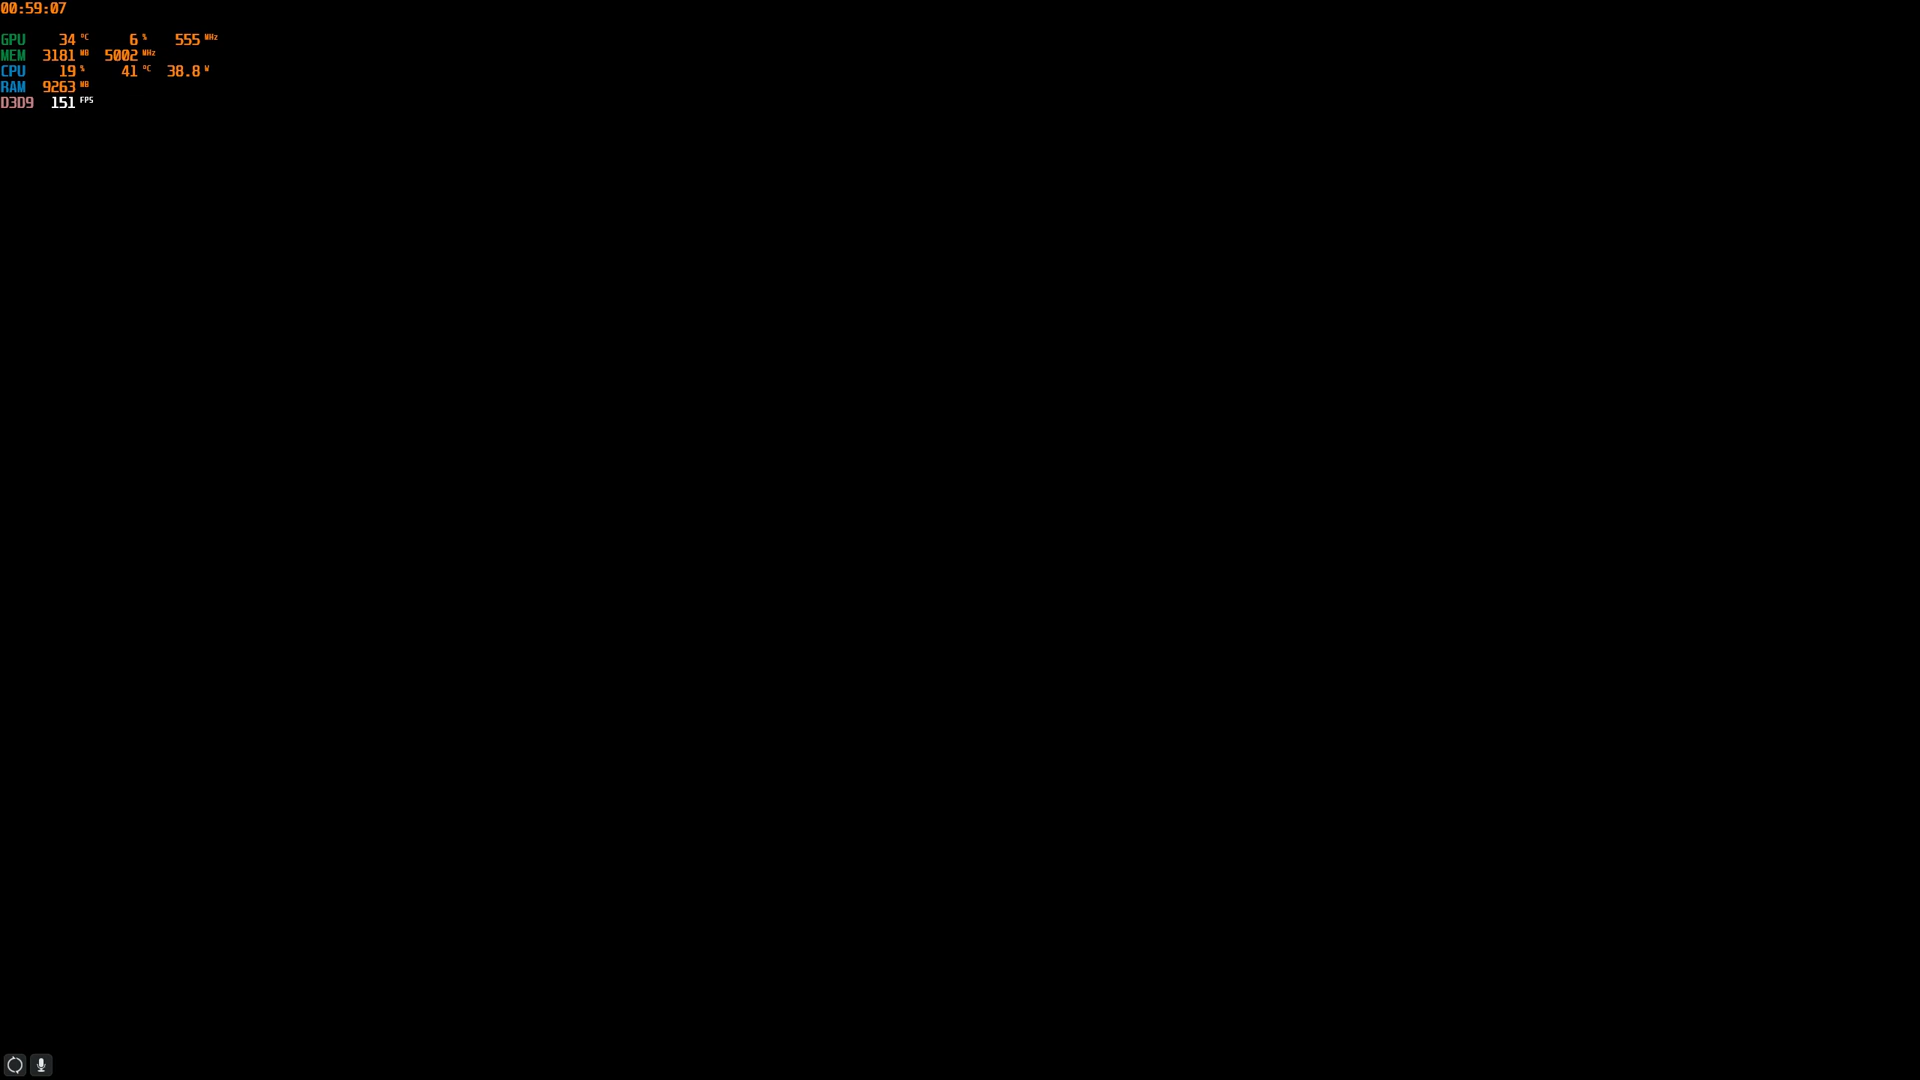 00:59:07
GPU 34 °C 6 % 555 MHz
MEM 3181 MB 5002 MHz
CPU 19 % 41 °C 38.8 W
RAM 9263 MB
D3D9 151 FPS